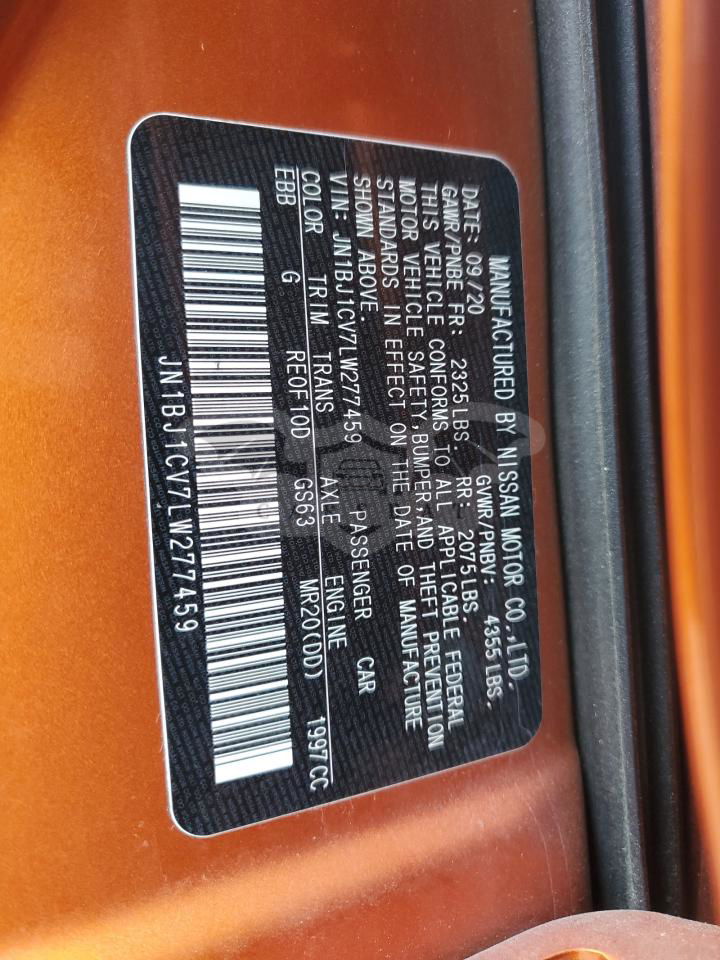 MANUFACTURED BY NISSAN MOTOR CO.,LTD.
DATE: 09/20 GVWR/PNBV: 4355LBS.
GAWR/PNBE FR: 2325LBS. RR: 2075LBS.
THIS VEHICLE CONFORMS TO ALL APPLICABLE FEDERAL
MOTOR VEHICLE SAFETY,BUMPER,AND THEFT PREVENTION
STANDARDS IN EFFECT ON THE DATE OF MANUFACTURE
SHOWN ABOVE.
VIN: JN1BJ1CV7LW277459 PASSENGER CAR
COLOR TRIM TRANS AXLE ENGINE
EBB G RE0F10D GS63 MR20(DD) 1997CC
JN1BJ1CV7LW277459